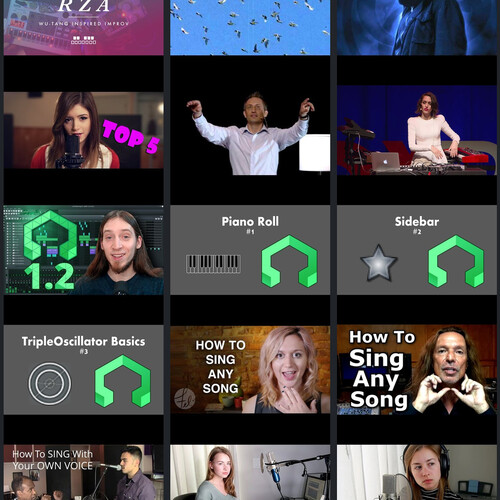 RZA
WU-TANG INSPIRED IMPROV
TOP 5
1.2
Piano Roll
#1
Sidebar
#2
TripleOscillator Basics
#3
HOW TO
SING
ANY
SONG
How To
Sing
Any
Song
How To SING With
Your OWN VOICE